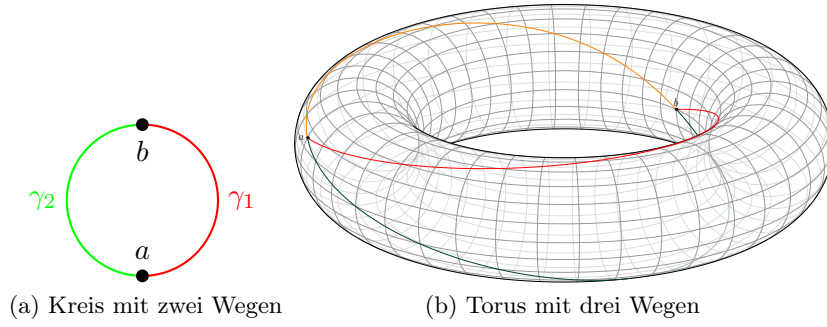 b
γ2
γ1
a
(a) Kreis mit zwei Wegen
a
b
(b) Torus mit drei Wegen